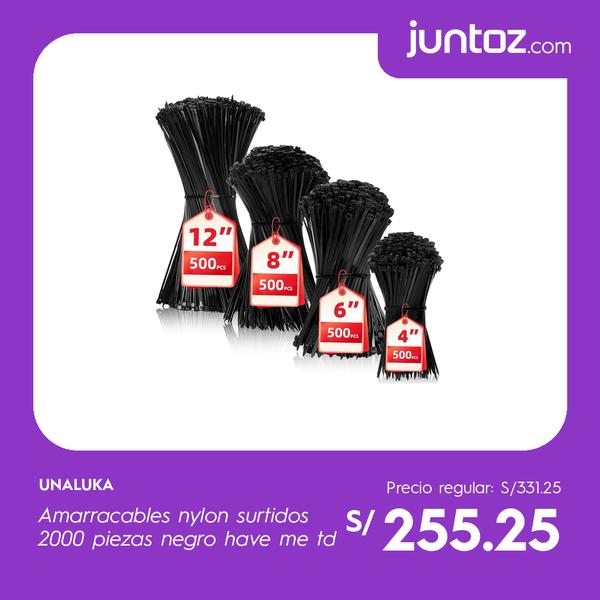 juntoz.com
12”
500PCS
8”
500PCS
6”
500PCS
4”
500PCS
UNALUKA
Precio regular: S/331.25
Amarracables nylon surtidos
2000 piezas negro have me td
S/ 255.25